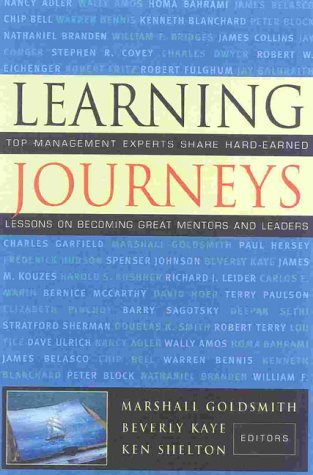 NANCY ADLER WALLY AMOS HOMA BAHRAMI JAMES BELASCO
CHIP BELL WARREN BENNIS KENNETH BLANCHARD PETER BLOCK
NATHANIEL BRANDEN WILLIAM BRIDGES JAMES COLLINS JAY
CONGER STEPHEN R. COVEY CHARLES DWYER ROBERT W.
EICHENGER ROBERT FRITZ ROBERT FULGHUM JAY GALBRAITH
LEARNING
TOP MANAGEMENT EXPERTS SHARE HARD-EARNED
JOURNEYS
LESSONS ON BECOMING GREAT MENTORS AND LEADERS
CHARLES GARFIELD MARSHALL GOLDSMITH PAUL HERSEY
FREDERICK HUDSON SPENSER JOHNSON BEVERLY KAYE JAMES
M. KOUZES HAROLD S. KUSHNER RICHARD J. LEIDER CARLOS E.
MARIN BERNICE MCCARTHY DAVID NOER TERRY PAULSON
ELIZABETH PINCHOT BARRY SAGOTSKY DEEPAK SETHI
STRATFORD SHERMAN DOUGLAS K. SMITH ROBERT TERRY LOU
TICE DAVE ULRICH NANCY ADLER WALLY AMOS HOMA BAHRAMI
JAMES BELASCO CHIP BELL WARREN BENNIS KENNETH
BLANCHARD PETER BLOCK NATHANIEL BRANDEN WILLIAM F.
MARSHALL GOLDSMITH
BEVERLY KAYE
KEN SHELTON
EDITORS